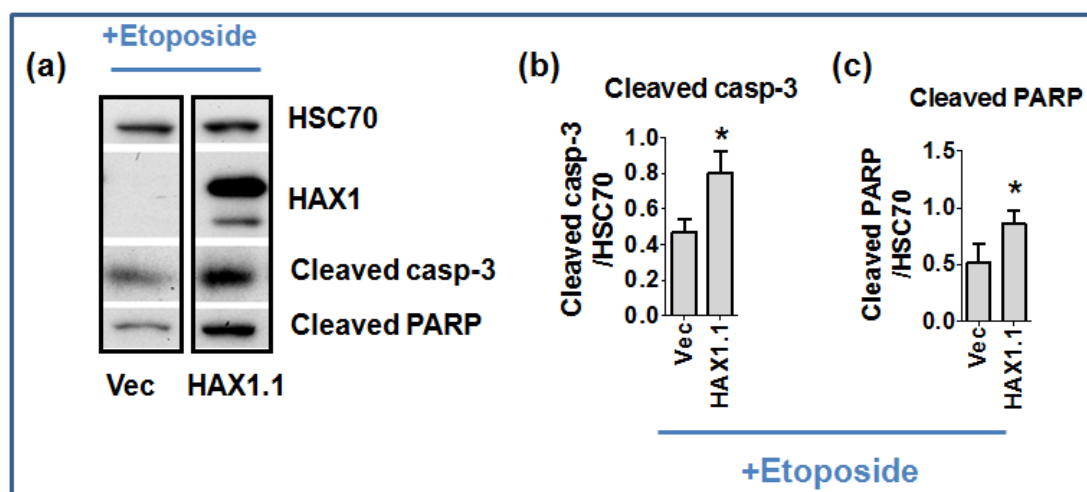 +Etoposide
(a)
HSC70
HAX1
Cleaved casp-3
Cleaved PARP
Vec HAX1.1
(b)
Cleaved casp-3
Cleaved casp-3
/HSC70
1.0
0.8
0.6
0.4
0.2
0.0
*
Vec
HAX1.1
(c)
Cleaved PARP
Cleaved PARP
/HSC70
1.5
1.0
0.5
0.0
*
Vec
HAX1.1
+Etoposide